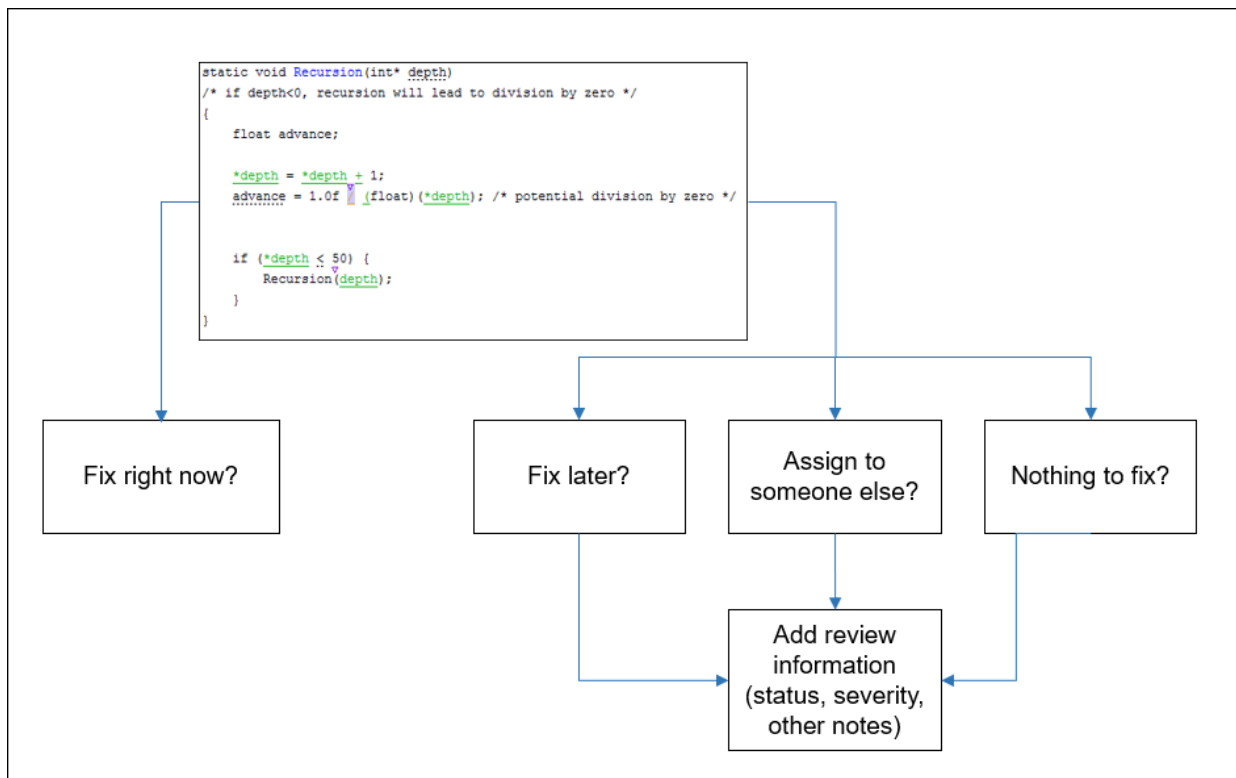 static void Recursion(int* depth)
/* if depth<0, recursion will lead to division by zero */
{
float advance;
*depth = *depth + 1;
advance = 1.0f / (float)(*depth); /* potential division by zero */
if (*depth < 50) {
Recursion(depth);
}
}
Fix right now?
Fix later?
Assign to
someone else?
Nothing to fix?
Add review
information
(status, severity,
other notes)